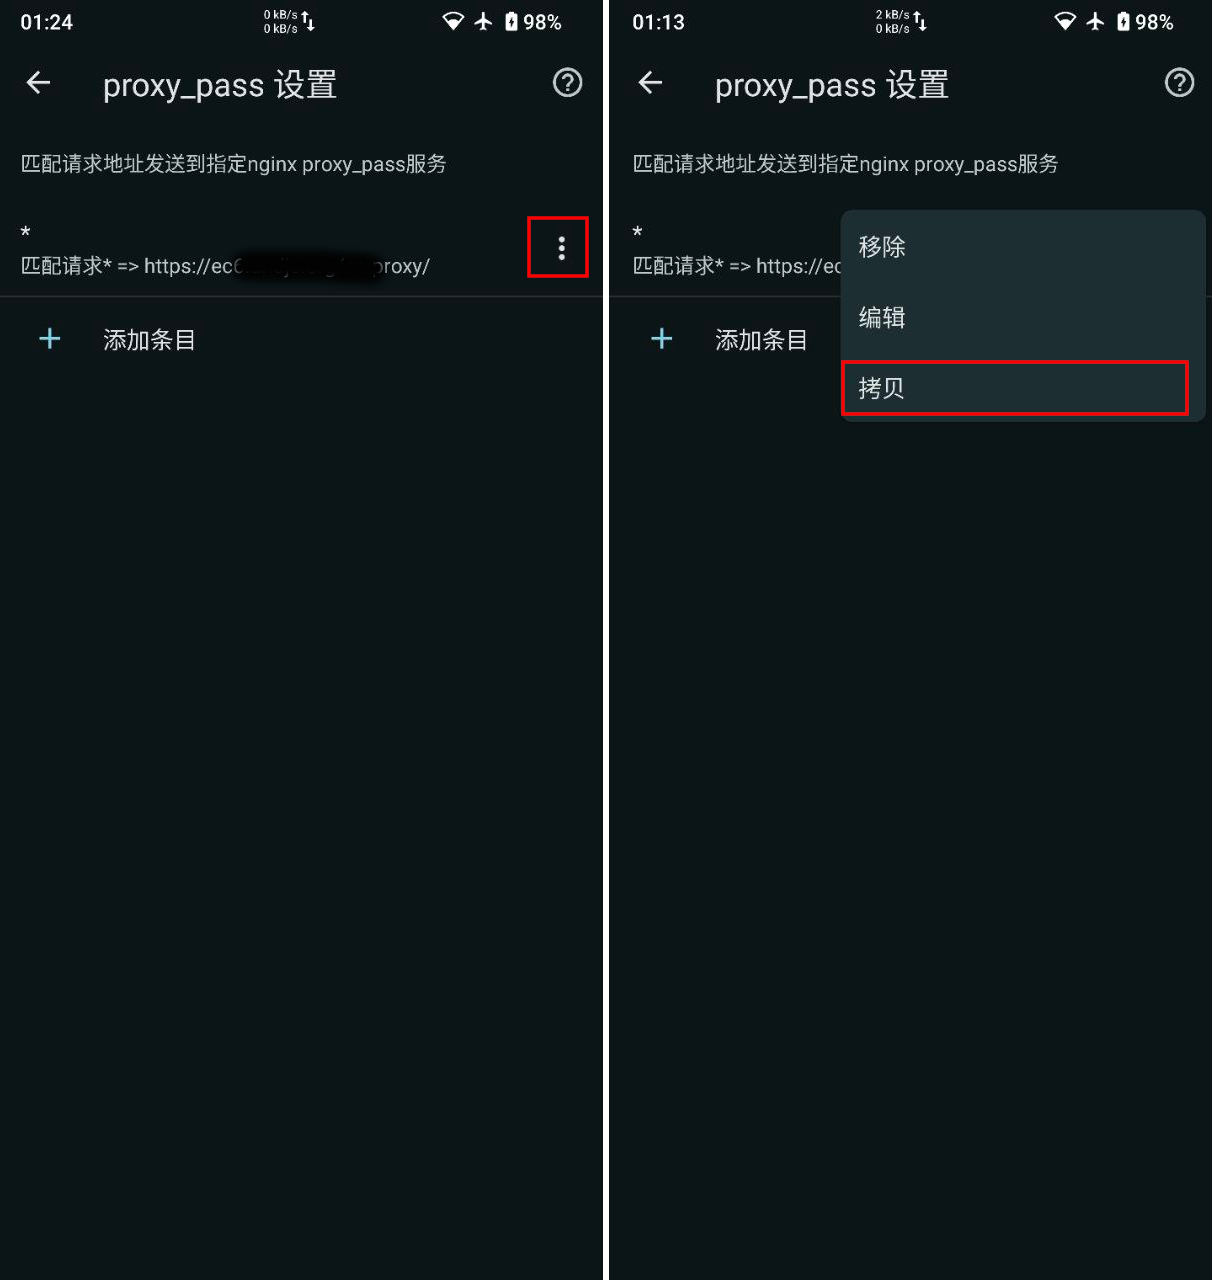 01:24
0 kB/s
0 kB/s
98%
proxy_pass 设置
匹配请求地址发送到指定nginx proxy_pass服务
*
匹配请求* => https://ec proxy/
添加条目
01:13
2 kB/s
0 kB/s
98%
proxy_pass 设置
匹配请求地址发送到指定nginx proxy_pass服务
*
匹配请求* => https://ec
添加条目
移除
编辑
拷贝